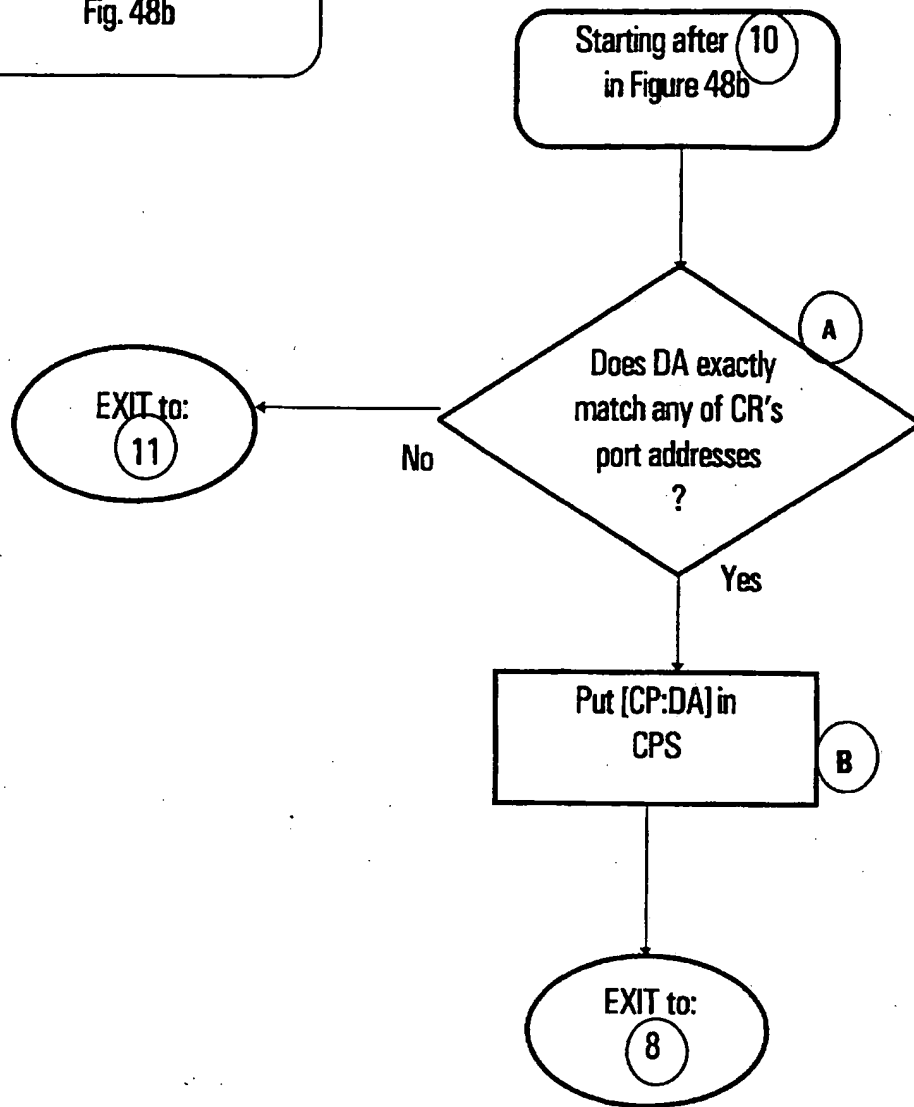 Fig. 48b
Starting after 10
in Figure 48b
A
Does DA exactly
match any of CR's
port addresses
?
EXIT to:
11
No
Yes
Put [CP:DA] in
CPS
B
EXIT to:
8